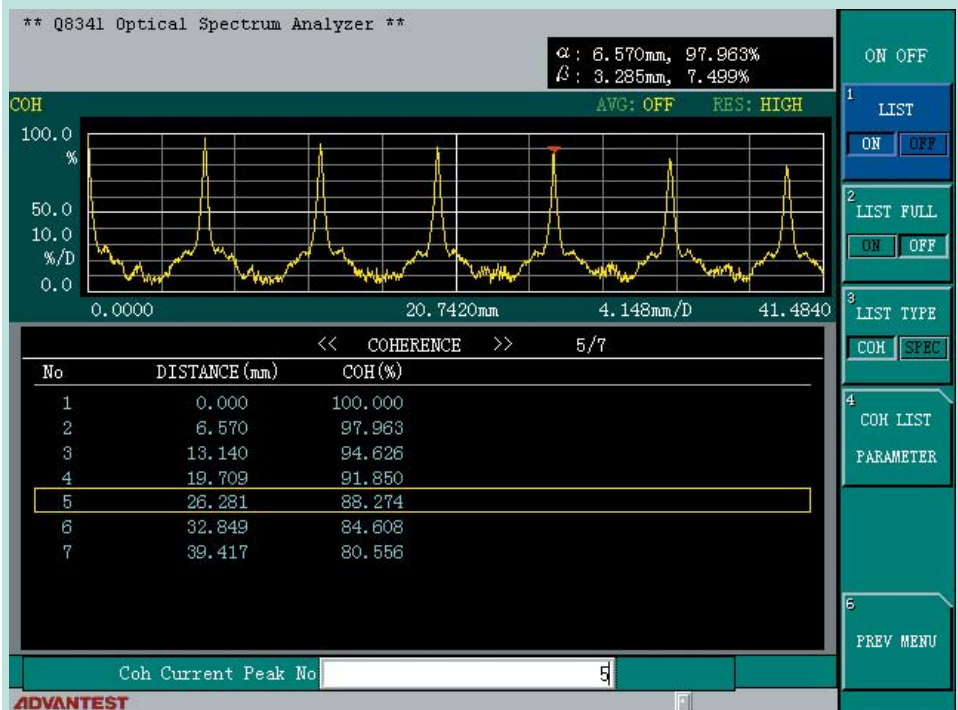 ** Q8341 Optical Spectrum Analyzer **
α: 6.570mm, 97.963%
β: 3.285mm, 7.499%
COH AVG: OFF RES: HIGH
100.0
%
50.0
10.0
%/D
0.0
0.0000 20.7420mm 4.148mm/D 41.4840
<< COHERENCE >> 5/7
No DISTANCE(mm) COH(%)
1 0.000 100.000
2 6.570 97.963
3 13.140 94.626
4 19.709 91.850
5 26.281 88.274
6 32.849 84.608
7 39.417 80.556
Coh Current Peak No 5
ADVANTEST
ON OFF
1
LIST
ON OFF
2
LIST FULL
ON OFF
3
LIST TYPE
COH SPEC
4
COH LIST
PARAMETER
6
PREV MENU